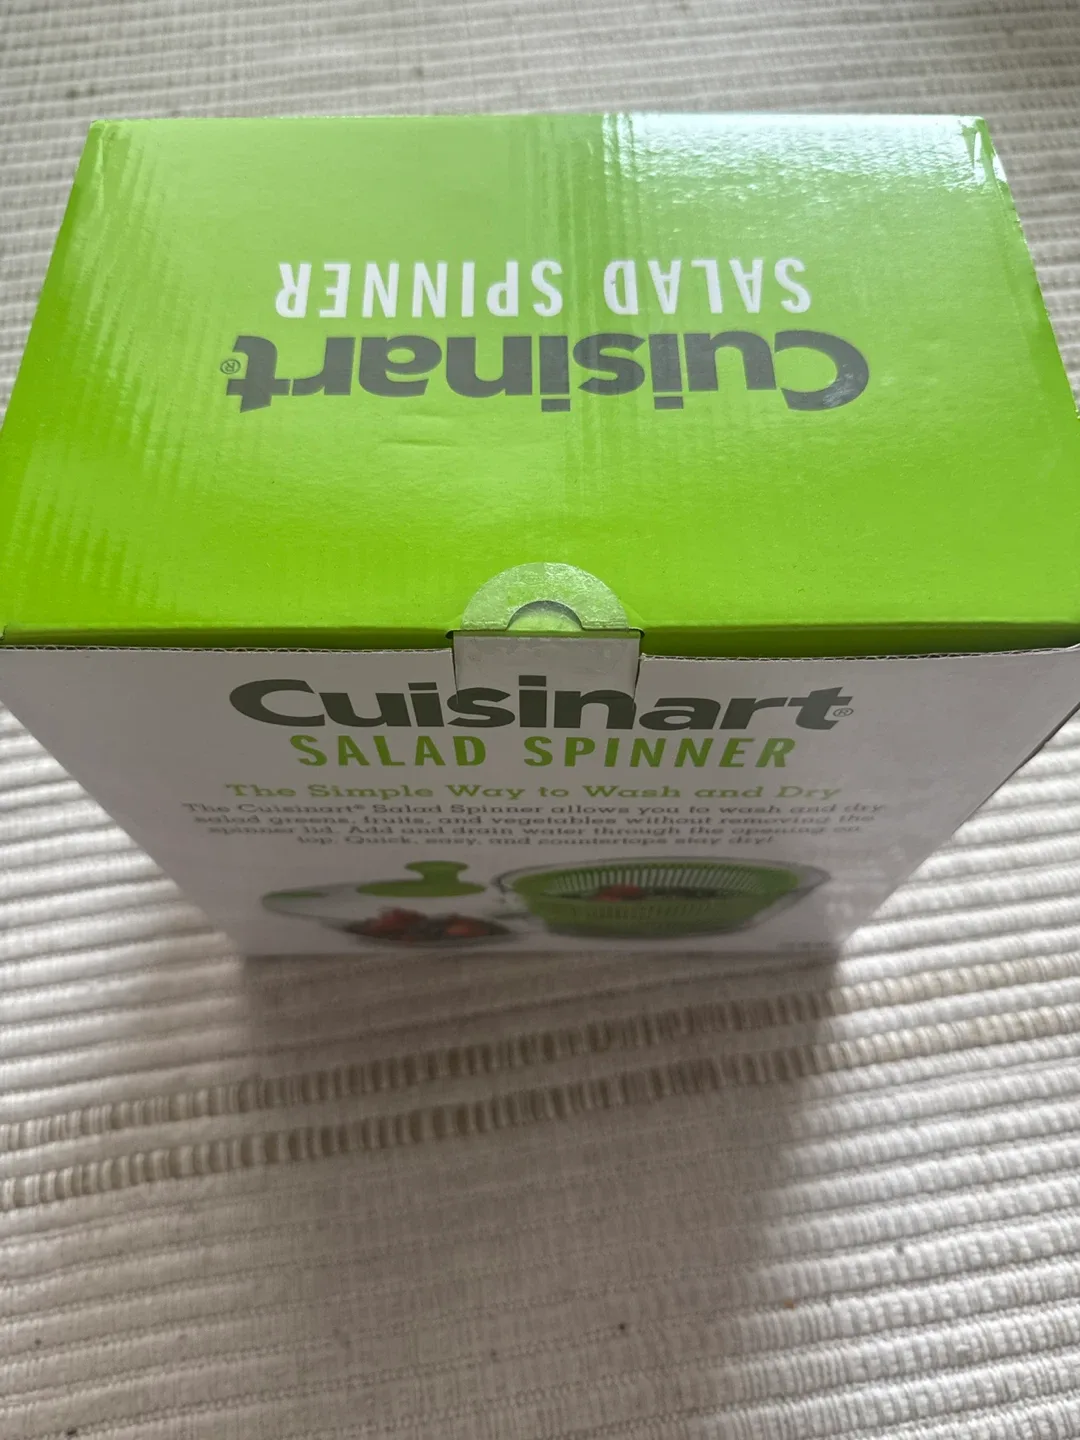 Cuisinart®
SALAD SPINNER
Cuisinart®
SALAD SPINNER
The Simple Way to Wash and Dry
The Cuisinart® Salad Spinner allows you to wash and dry
salad greens, fruits, and vegetables without removing the
spinner lid. Add and drain water through the opening on
top. Quick, easy, and countertops stay dry!